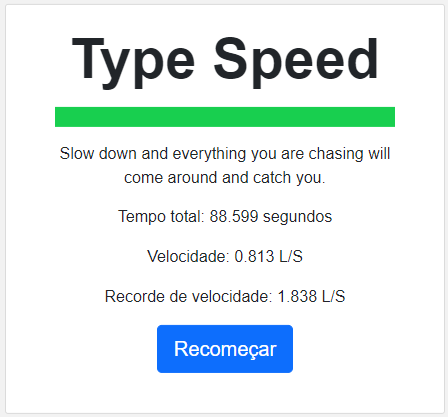 Type Speed
Slow down and everything you are chasing will
come around and catch you.
Tempo total: 88.599 segundos
Velocidade: 0.813 L/S
Recorde de velocidade: 1.838 L/S
Recomeçar